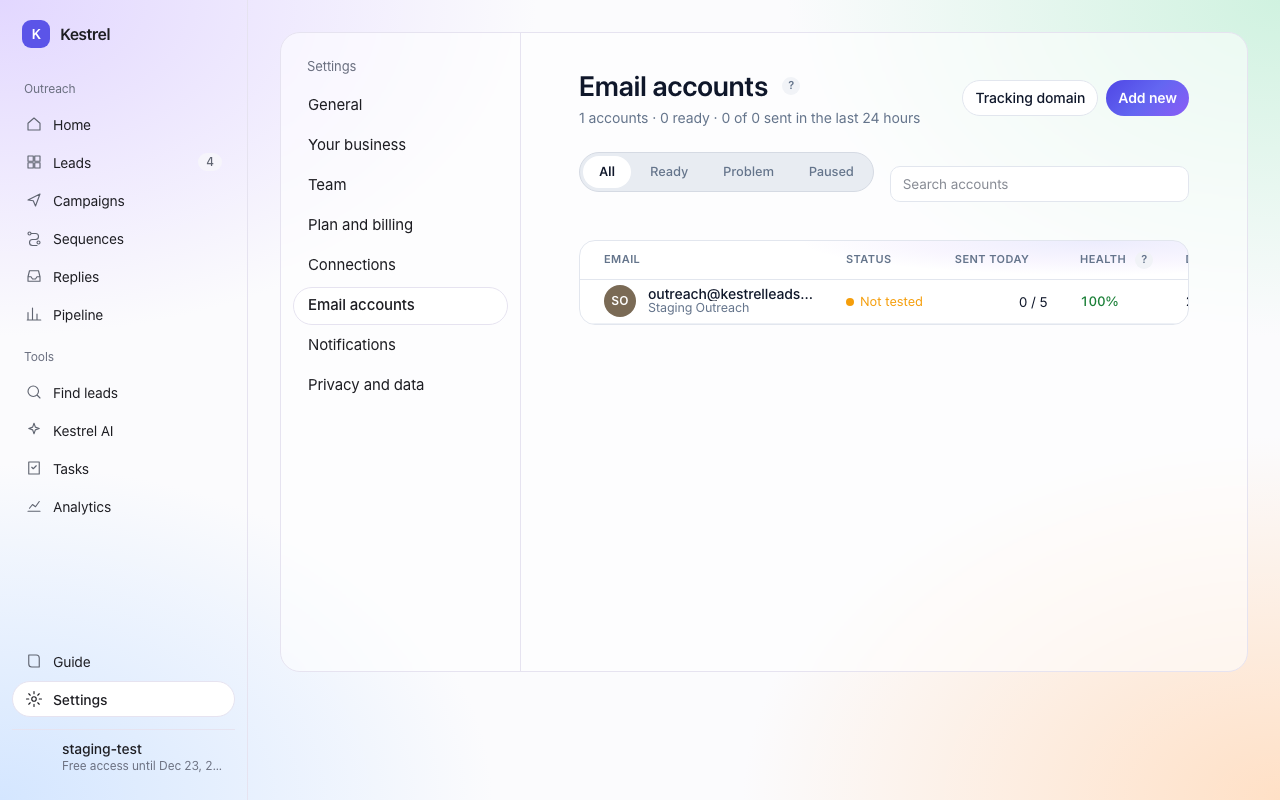 K Kestrel
Outreach
Home
Leads 4
Campaigns
Sequences
Replies
Pipeline
Tools
Find leads
Kestrel AI
Tasks
Analytics
Guide
Settings
staging-test
Free access until Dec 23, 2...
Settings
General
Your business
Team
Plan and billing
Connections
Email accounts
Notifications
Privacy and data
Email accounts ?
1 accounts · 0 ready · 0 of 0 sent in the last 24 hours
Tracking domain
Add new
All Ready Problem Paused
Search accounts
EMAIL STATUS SENT TODAY HEALTH ?
SO outreach@kestrelleads... Not tested 0 / 5 100%
Staging Outreach